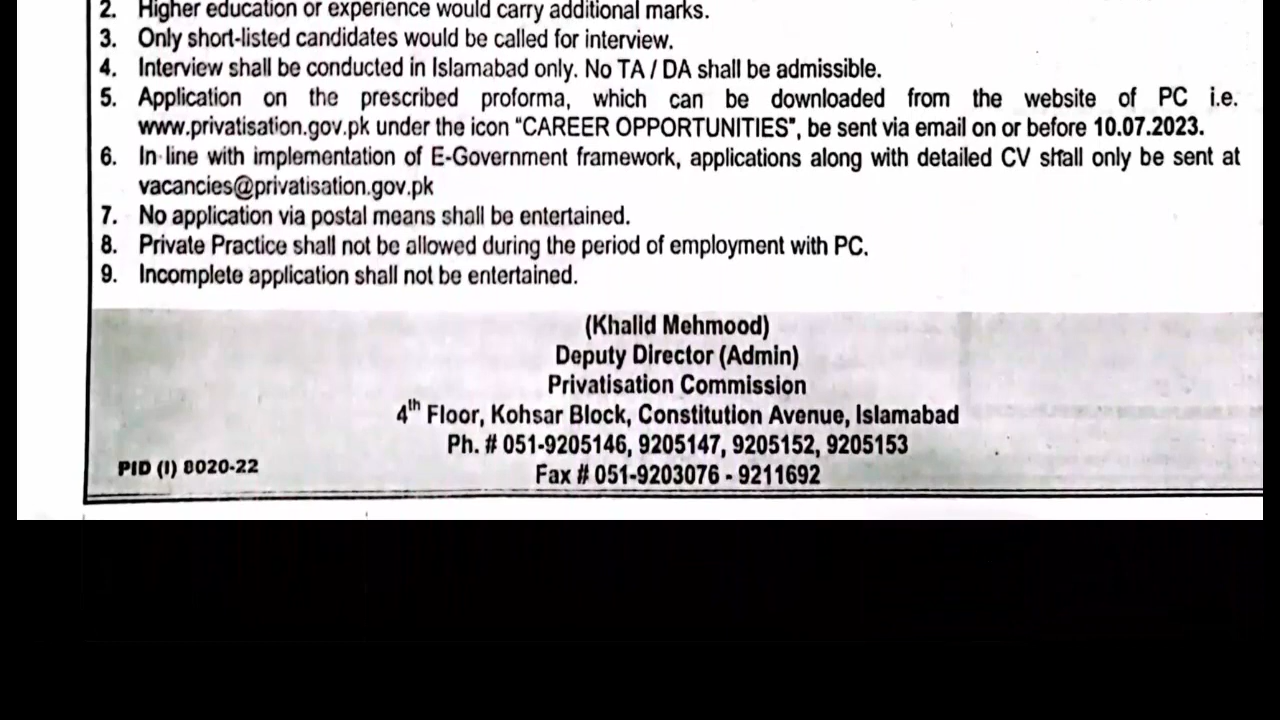 2. Higher education or experience would carry additional marks.
3. Only short-listed candidates would be called for interview.
4. Interview shall be conducted in Islamabad only. No TA / DA shall be admissible.
5. Application on the prescribed proforma, which can be downloaded from the website of PC i.e.
www.privatisation.gov.pk under the icon "CAREER OPPORTUNITIES", be sent via email on or before 10.07.2023.
6. In line with implementation of E-Government framework, applications along with detailed CV shall only be sent at
vacancies@privatisation.gov.pk
7. No application via postal means shall be entertained.
8. Private Practice shall not be allowed during the period of employment with PC.
9. Incomplete application shall not be entertained.
(Khalid Mehmood)
Deputy Director (Admin)
Privatisation Commission
4th Floor, Kohsar Block, Constitution Avenue, Islamabad
Ph. # 051-9205146, 9205147, 9205152, 9205153
Fax # 051-9203076 - 9211692
PID (I) 8020-22